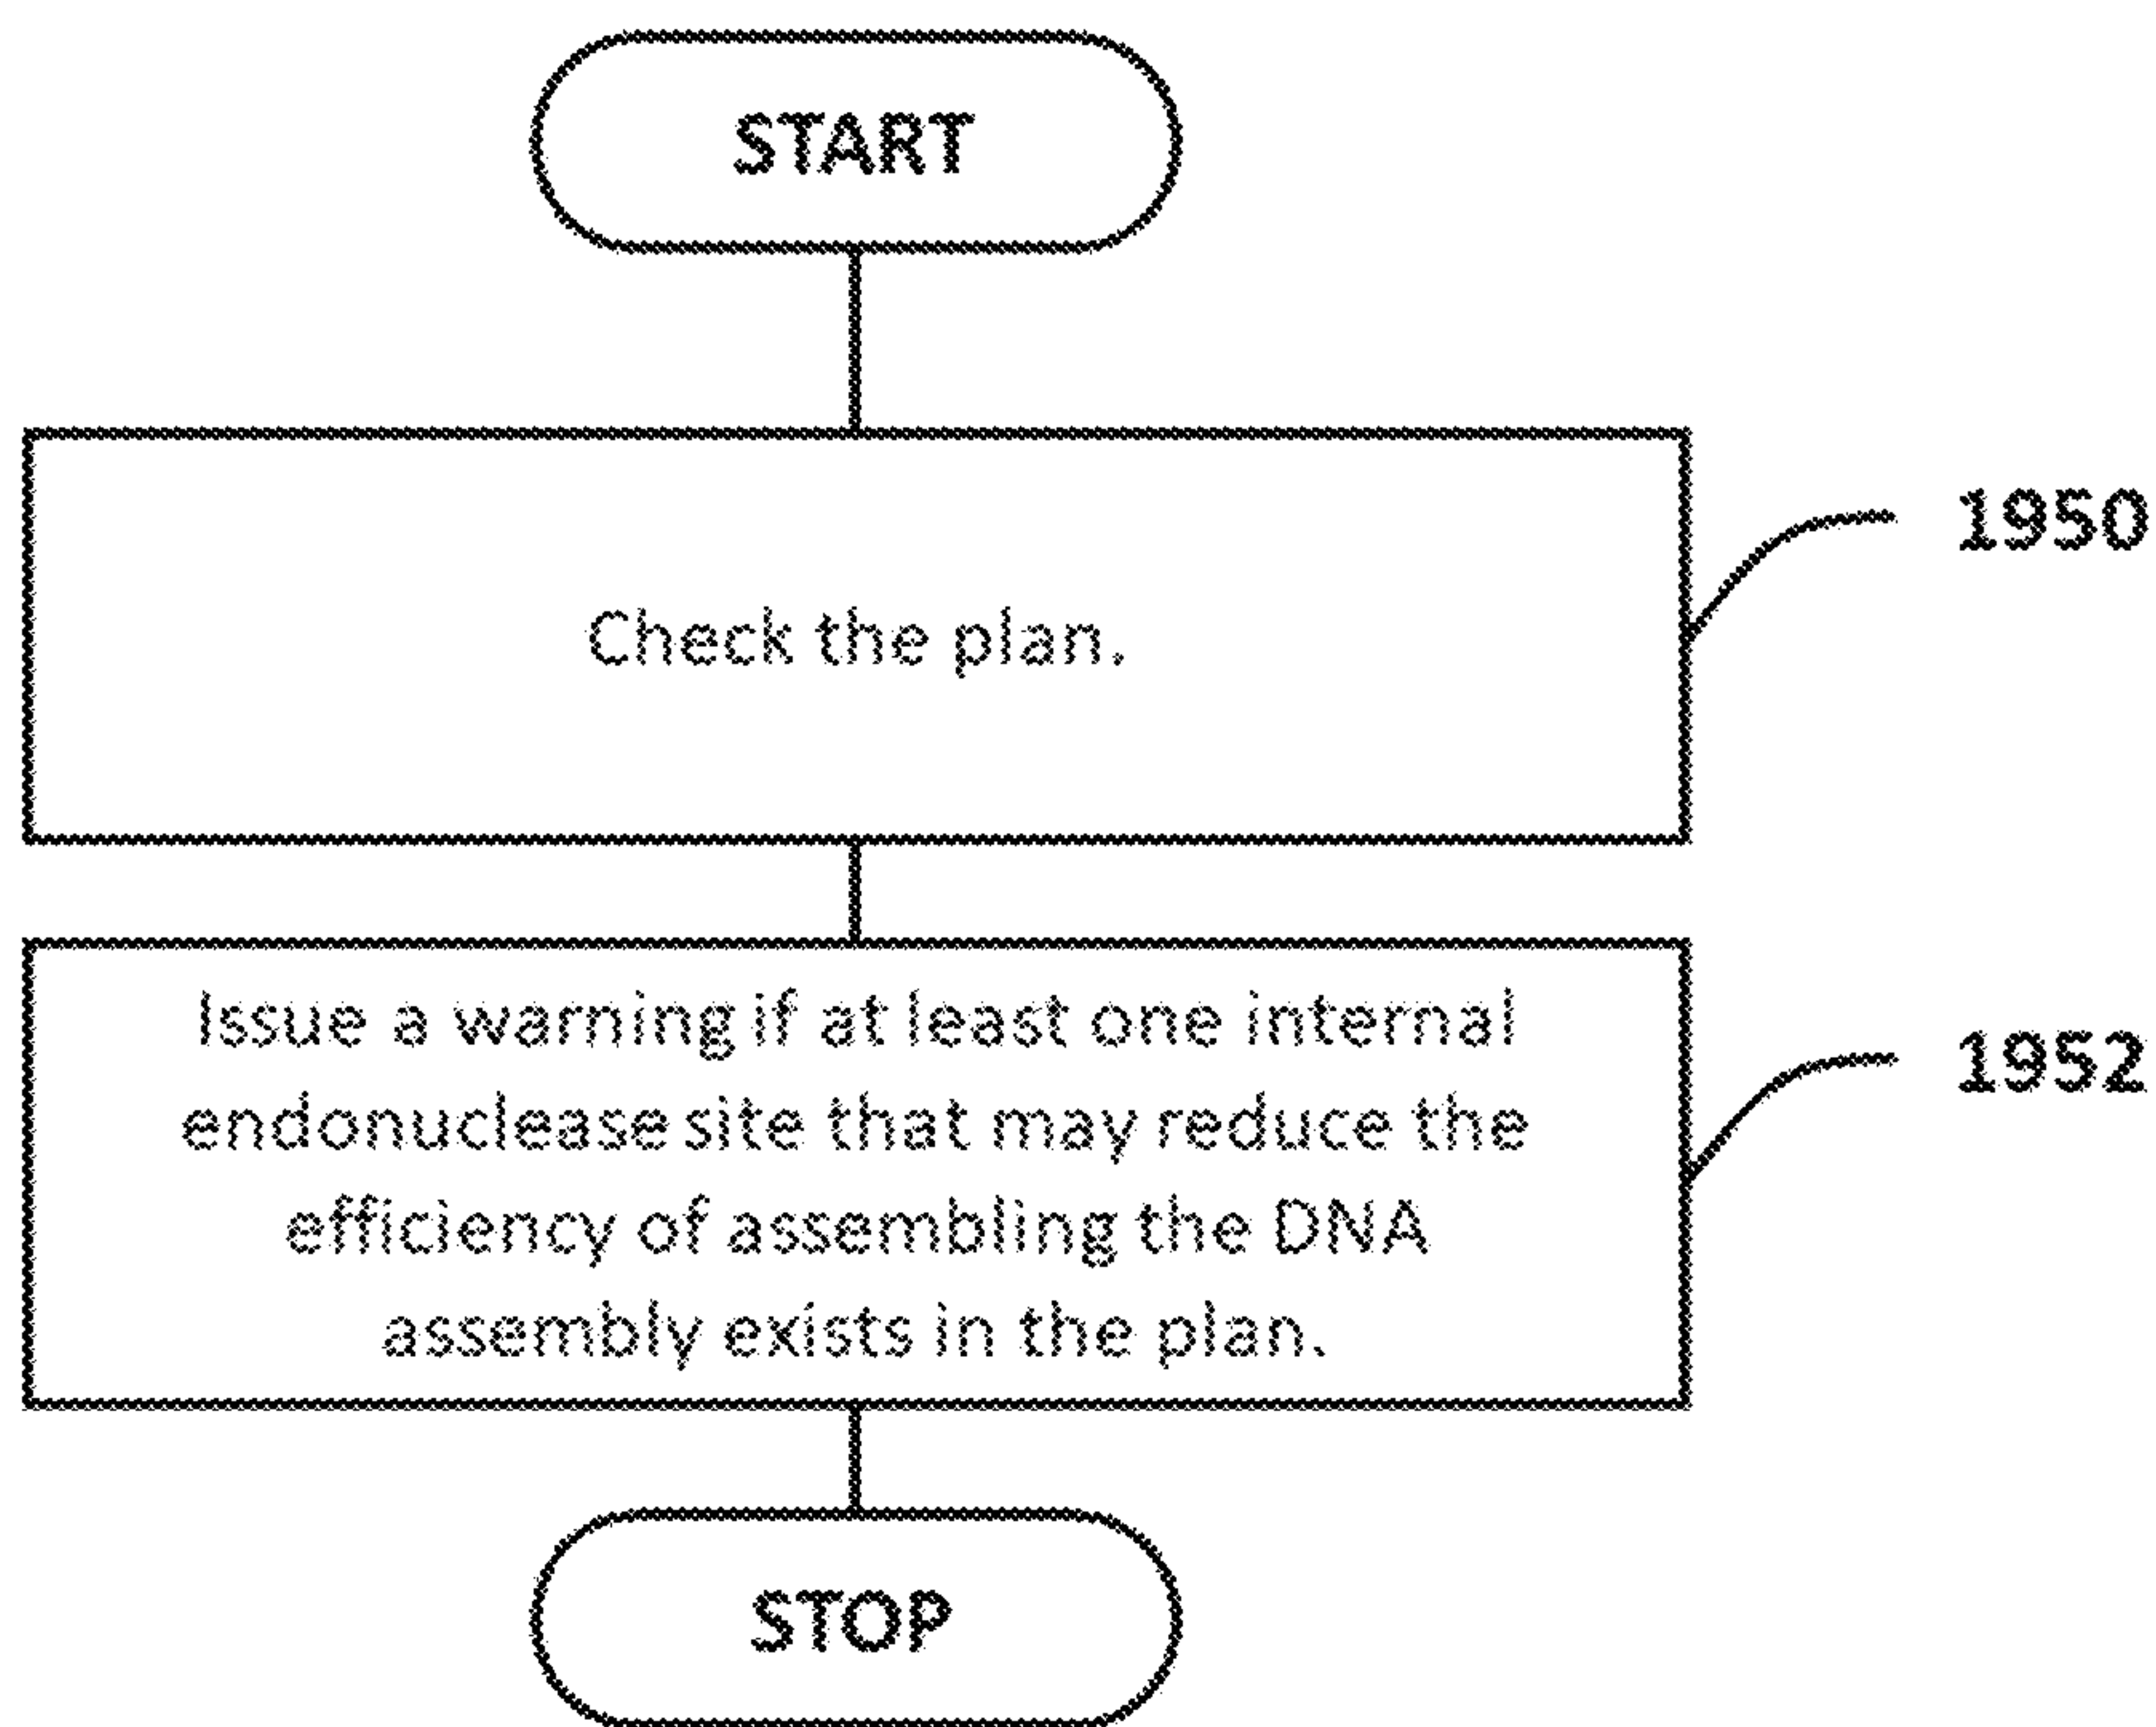 START
Check the plan.
1950
Issue a warning if at least one internal
endonuclease site that may reduce the
efficiency of assembling the DNA
assembly exists in the plan.
1952
STOP